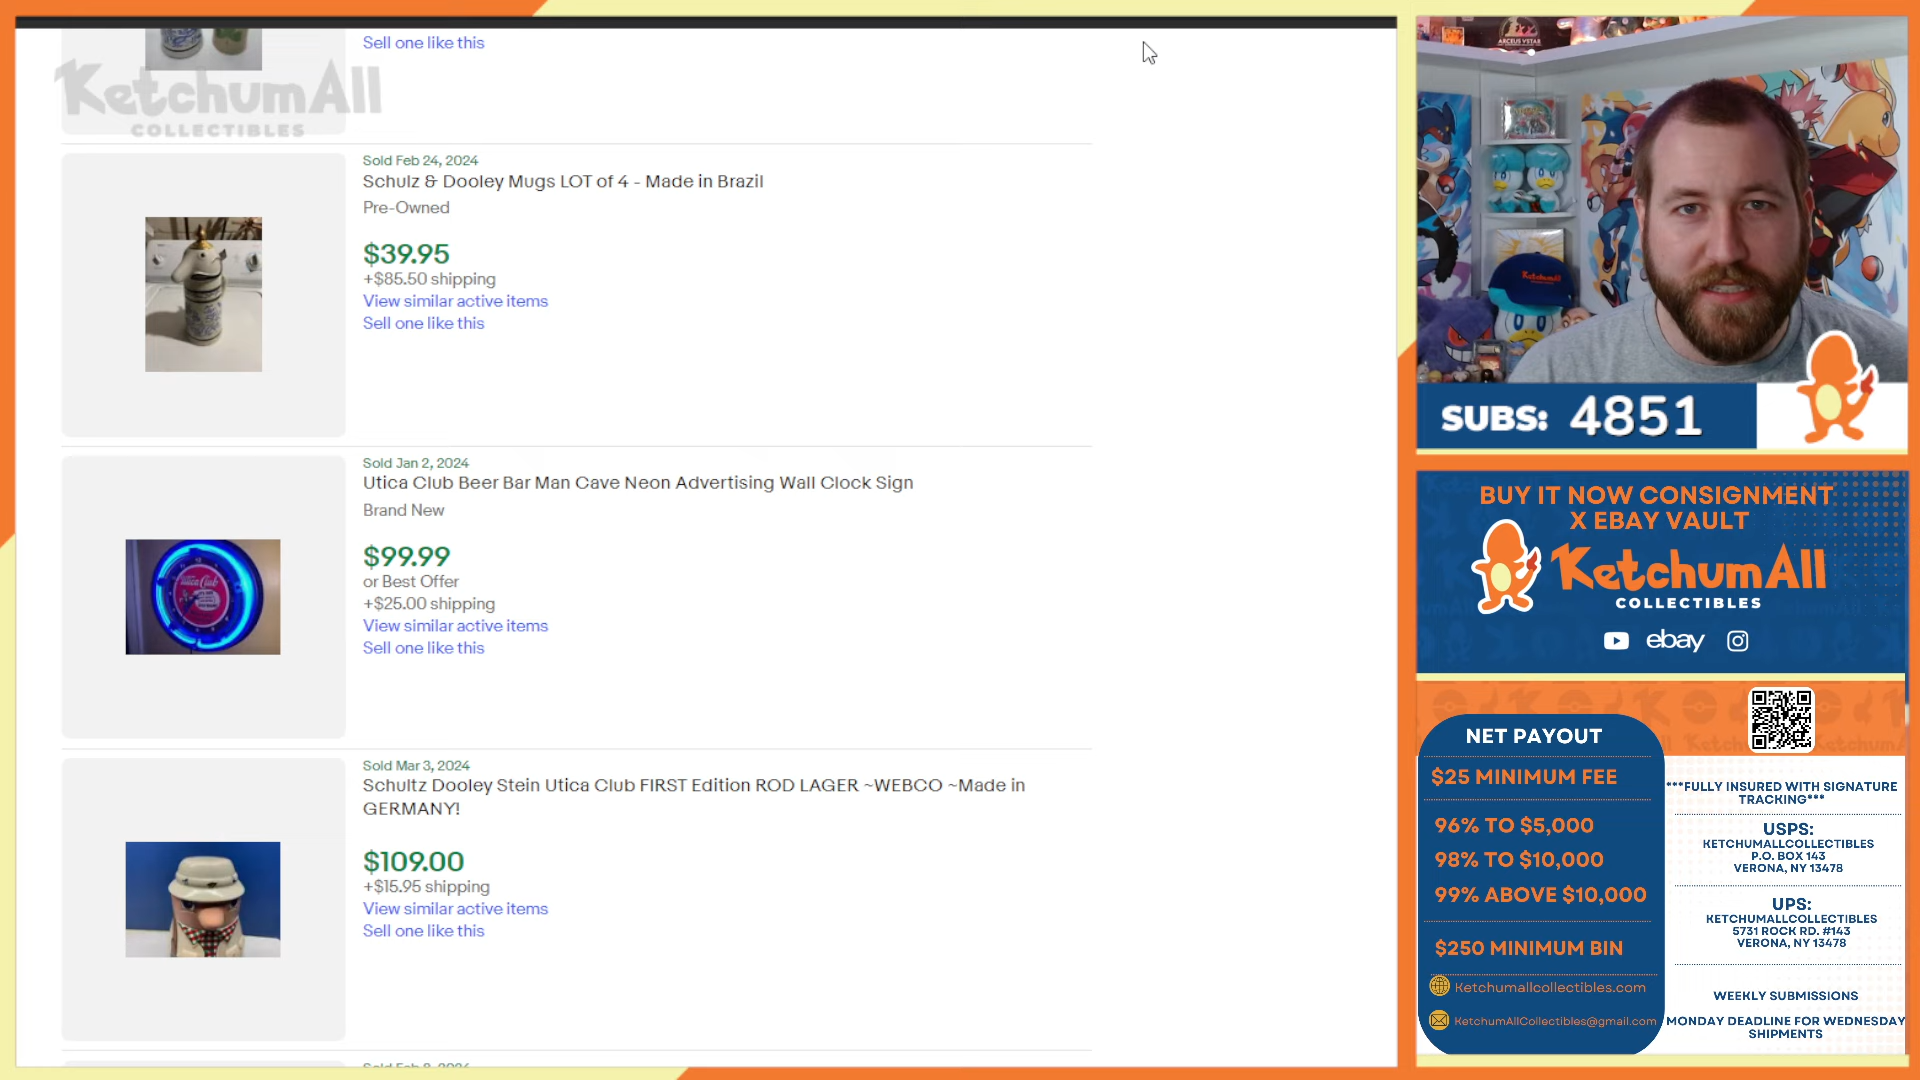 Sell one like this
KetchumAll
COLLECTIBLES
Sold Feb 24, 2024
Schulz & Dooley Mugs LOT of 4 - Made in Brazil
Pre-Owned
$39.95
+$85.50 shipping
View similar active items
Sell one like this
Sold Jan 2, 2024
Utica Club Beer Bar Man Cave Neon Advertising Wall Clock Sign
Brand New
$99.99
or Best Offer
+$25.00 shipping
View similar active items
Sell one like this
Utica Club
Sold Mar 3, 2024
Schultz Dooley Stein Utica Club FIRST Edition ROD LAGER ~WEBCO ~Made in
GERMANY!
$109.00
+$15.95 shipping
View similar active items
Sell one like this
ARCEUS VSTAR
KetchumAll
SUBS: 4851
BUY IT NOW CONSIGNMENT
X EBAY VAULT
KetchumAll
COLLECTIBLES
ebay
NET PAYOUT
$25 MINIMUM FEE
96% TO $5,000
98% TO $10,000
99% ABOVE $10,000
$250 MINIMUM BIN
Ketchumallcollectibles.com
KetchumAllCollectibles@gmail.com
***FULLY INSURED WITH SIGNATURE
TRACKING***
USPS:
KETCHUMALLCOLLECTIBLES
P.O. BOX 143
VERONA, NY 13478
UPS:
KETCHUMALLCOLLECTIBLES
5731 ROCK RD. #143
VERONA, NY 13478
WEEKLY SUBMISSIONS
MONDAY DEADLINE FOR WEDNESDAY
SHIPMENTS